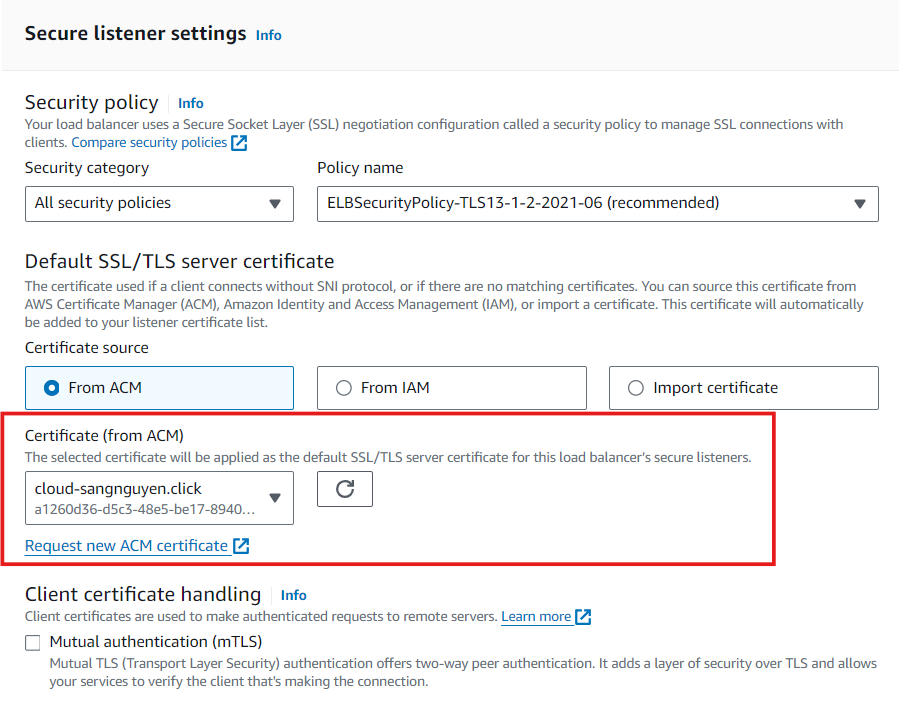 Secure listener settings Info
Security policy Info
Your load balancer uses a Secure Socket Layer (SSL) negotiation configuration called a security policy to manage SSL connections with
clients. Compare security policies
Security category Policy name
All security policies ELBSecurityPolicy-TLS13-1-2-2021-06 (recommended)
Default SSL/TLS server certificate
The certificate used if a client connects without SNI protocol, or if there are no matching certificates. You can source this certificate from
AWS Certificate Manager (ACM), Amazon Identity and Access Management (IAM), or import a certificate. This certificate will automatically
be added to your listener certificate list.
Certificate source
From ACM From IAM Import certificate
Certificate (from ACM)
The selected certificate will be applied as the default SSL/TLS server certificate for this load balancer's secure listeners.
cloud-sangnguyen.click
a1260d36-d5c3-48e5-be17-8940...
Request new ACM certificate
Client certificate handling Info
Client certificates are used to make authenticated requests to remote servers. Learn more
Mutual authentication (mTLS)
Mutual TLS (Transport Layer Security) authentication offers two-way peer authentication. It adds a layer of security over TLS and allows
your services to verify the client that's making the connection.